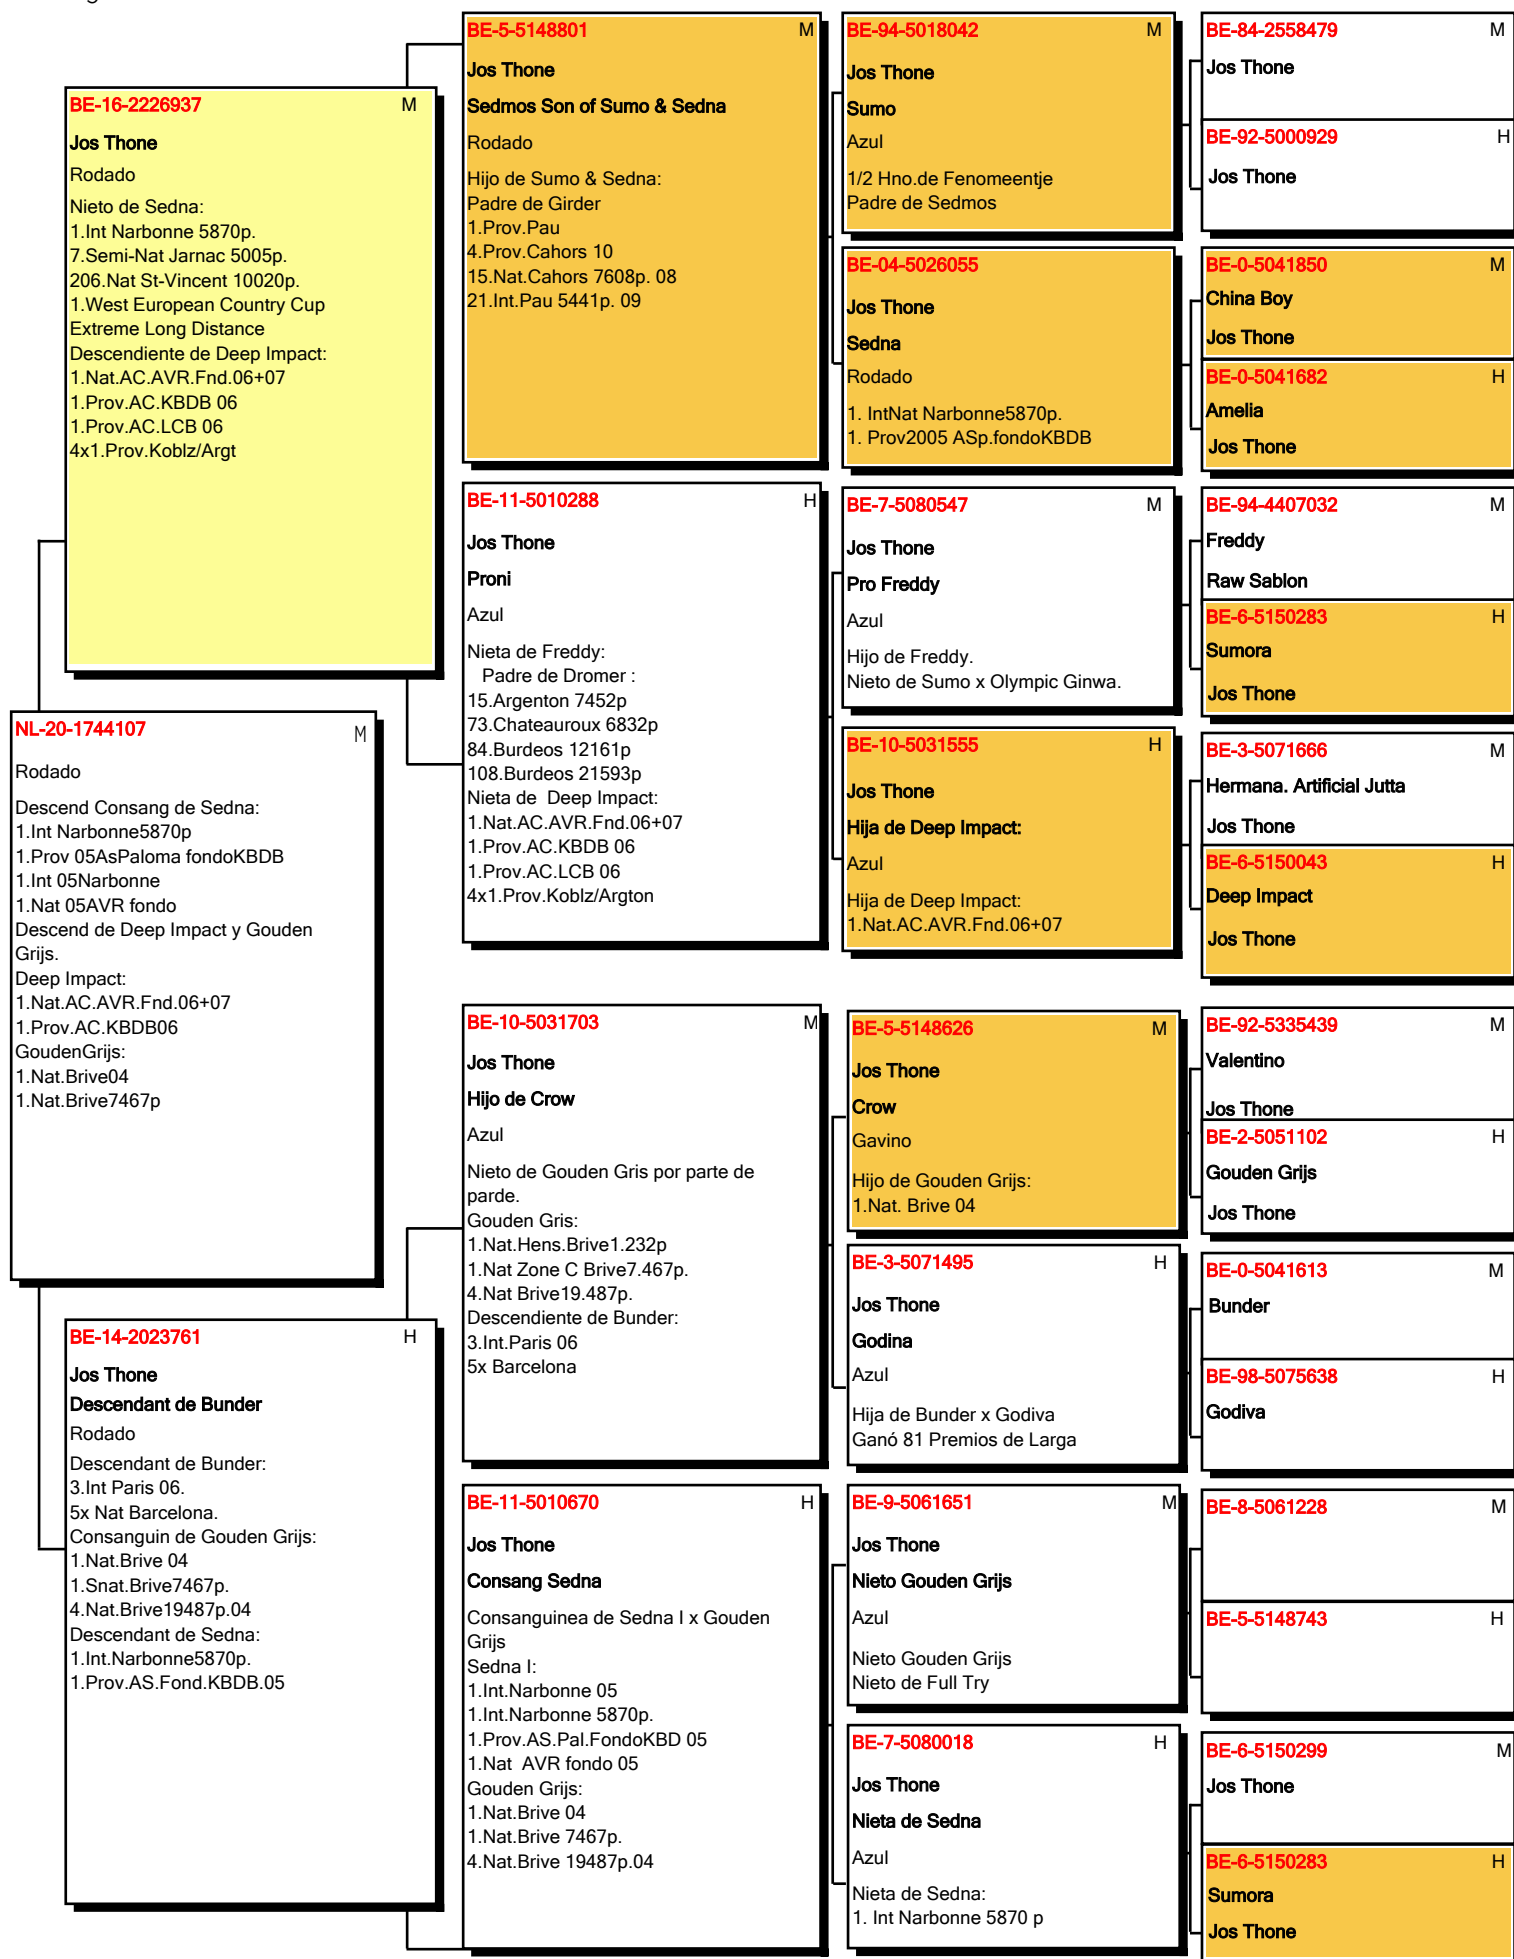 NL-20-1744107 M
Rodado
Descend Consang de Sedna:
1.Int Narbonne5870p
1.Prov 05AsPaloma fondoKBDB
1.Int 05Narbonne
1.Nat 05AVR fondo
Descend de Deep Impact y Gouden
Grijs.
Deep Impact:
1.Nat.AC.AVR.Fnd.06+07
1.Prov.AC.KBDB06
GoudenGrijs:
1.Nat.Brive04
1.Nat.Brive7467p
BE-16-2226937 M
Jos Thone
Rodado
Nieto de Sedna:
1.Int Narbonne 5870p.
7.Semi-Nat Jarnac 5005p.
206.Nat St-Vincent 10020p.
1.West European Country Cup
Extreme Long Distance
Descendiente de Deep Impact:
1.Nat.AC.AVR.Fnd.06+07
1.Prov.AC.KBDB 06
1.Prov.AC.LCB 06
4x1.Prov.Koblz/Argt
BE-14-2023761 H
Jos Thone
Descendant de Bunder
Rodado
Descendant de Bunder:
3.Int Paris 06.
5x Nat Barcelona.
Consanguin de Gouden Grijs:
1.Nat.Brive 04
1.Snat.Brive7467p.
4.Nat.Brive19487p.04
Descendant de Sedna:
1.Int.Narbonne5870p.
1.Prov.AS.Fond.KBDB.05
BE-5-5148801 M
Jos Thone
Sedmos Son of Sumo & Sedna
Rodado
Hijo de Sumo & Sedna:
Padre de Girder
1.Prov.Pau
4.Prov.Cahors 10
15.Nat.Cahors 7608p. 08
21.Int.Pau 5441p. 09
BE-11-5010288 H
Jos Thone
Proni
Azul
Nieta de Freddy:
Padre de Dromer :
15.Argenton 7452p
73.Chateauroux 6832p
84.Burdeos 12161p
108.Burdeos 21593p
Nieta de  Deep Impact:
1.Nat.AC.AVR.Fnd.06+07
1.Prov.AC.KBDB 06
1.Prov.AC.LCB 06
4x1.Prov.Koblz/Argton
BE-10-5031703 M
Jos Thone
Hijo de Crow
Azul
Nieto de Gouden Gris por parte de
parde.
Gouden Gris:
1.Nat.Hens.Brive1.232p
1.Nat Zone C Brive7.467p.
4.Nat Brive19.487p.
Descendiente de Bunder:
3.Int.Paris 06
5x Barcelona
BE-11-5010670 H
Jos Thone
Consang Sedna
Consanguinea de Sedna I x Gouden
Grijs
Sedna I:
1.Int.Narbonne 05
1.Int.Narbonne 5870p.
1.Prov.AS.Pal.FondoKBD 05
1.Nat  AVR fondo 05
Gouden Grijs:
1.Nat.Brive 04
1.Nat.Brive 7467p.
4.Nat.Brive 19487p.04
BE-94-5018042 M
Jos Thone
Sumo
Azul
1/2 Hno.de Fenomeentje
Padre de Sedmos
BE-04-5026055
Jos Thone
Sedna
Rodado
1. IntNat Narbonne5870p.
1. Prov2005 ASp.fondoKBDB
BE-7-5080547 M
Jos Thone
Pro Freddy
Azul
Hijo de Freddy.
Nieto de Sumo x Olympic Ginwa.
BE-10-5031555 H
Jos Thone
Hija de Deep Impact:
Azul
Hija de Deep Impact:
1.Nat.AC.AVR.Fnd.06+07
BE-5-5148626 M
Jos Thone
Crow
Gavino
Hijo de Gouden Grijs:
1.Nat. Brive 04
BE-3-5071495 H
Jos Thone
Godina
Azul
Hija de Bunder x Godiva
Ganó 81 Premios de Larga
BE-9-5061651 M
Jos Thone
Nieto Gouden Grijs
Azul
Nieto Gouden Grijs
Nieto de Full Try
BE-7-5080018 H
Jos Thone
Nieta de Sedna
Azul
Nieta de Sedna:
1. Int Narbonne 5870 p
BE-84-2558479 M
Jos Thone
BE-92-5000929 H
Jos Thone
BE-0-5041850 M
China Boy
Jos Thone
BE-0-5041682 H
Amelia
Jos Thone
BE-94-4407032 M
Freddy
Raw Sablon
BE-6-5150283 H
Sumora
Jos Thone
BE-3-5071666 M
Hermana. Artificial Jutta
Jos Thone
BE-6-5150043 H
Deep Impact
Jos Thone
BE-92-5335439 M
Valentino
Jos Thone
BE-2-5051102 H
Gouden Grijs
Jos Thone
BE-0-5041613 M
Bunder
BE-98-5075638 H
Godiva
BE-8-5061228 M
BE-5-5148743 H
BE-6-5150299 M
Jos Thone
BE-6-5150283 H
Sumora
Jos Thone